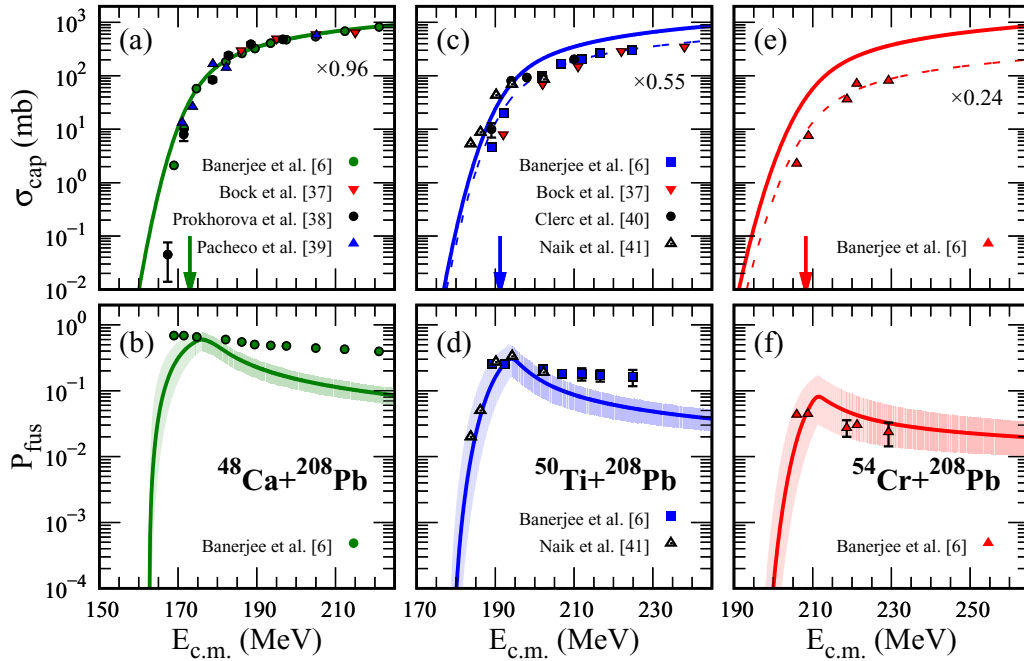 10³
10²
10¹
10⁰
10⁻¹
10⁻²
σcap (mb)
(a)
×0.96
Banerjee et al. [6]
Bock et al. [37]
Prokhorova et al. [38]
Pacheco et al. [39]
(c)
×0.55
Banerjee et al. [6]
Bock et al. [37]
Clerc et al. [40]
Naik et al. [41]
(e)
×0.24
Banerjee et al. [6]
10⁰
10⁻¹
10⁻²
10⁻³
10⁻⁴
Pfus
(b)
⁴⁸Ca+²⁰⁸Pb
Banerjee et al. [6]
(d)
⁵⁰Ti+²⁰⁸Pb
Banerjee et al. [6]
Naik et al. [41]
(f)
⁵⁴Cr+²⁰⁸Pb
Banerjee et al. [6]
150 170 190 210
170 190 210 230
190 210 230 250
Ec.m. (MeV)
Ec.m. (MeV)
Ec.m. (MeV)